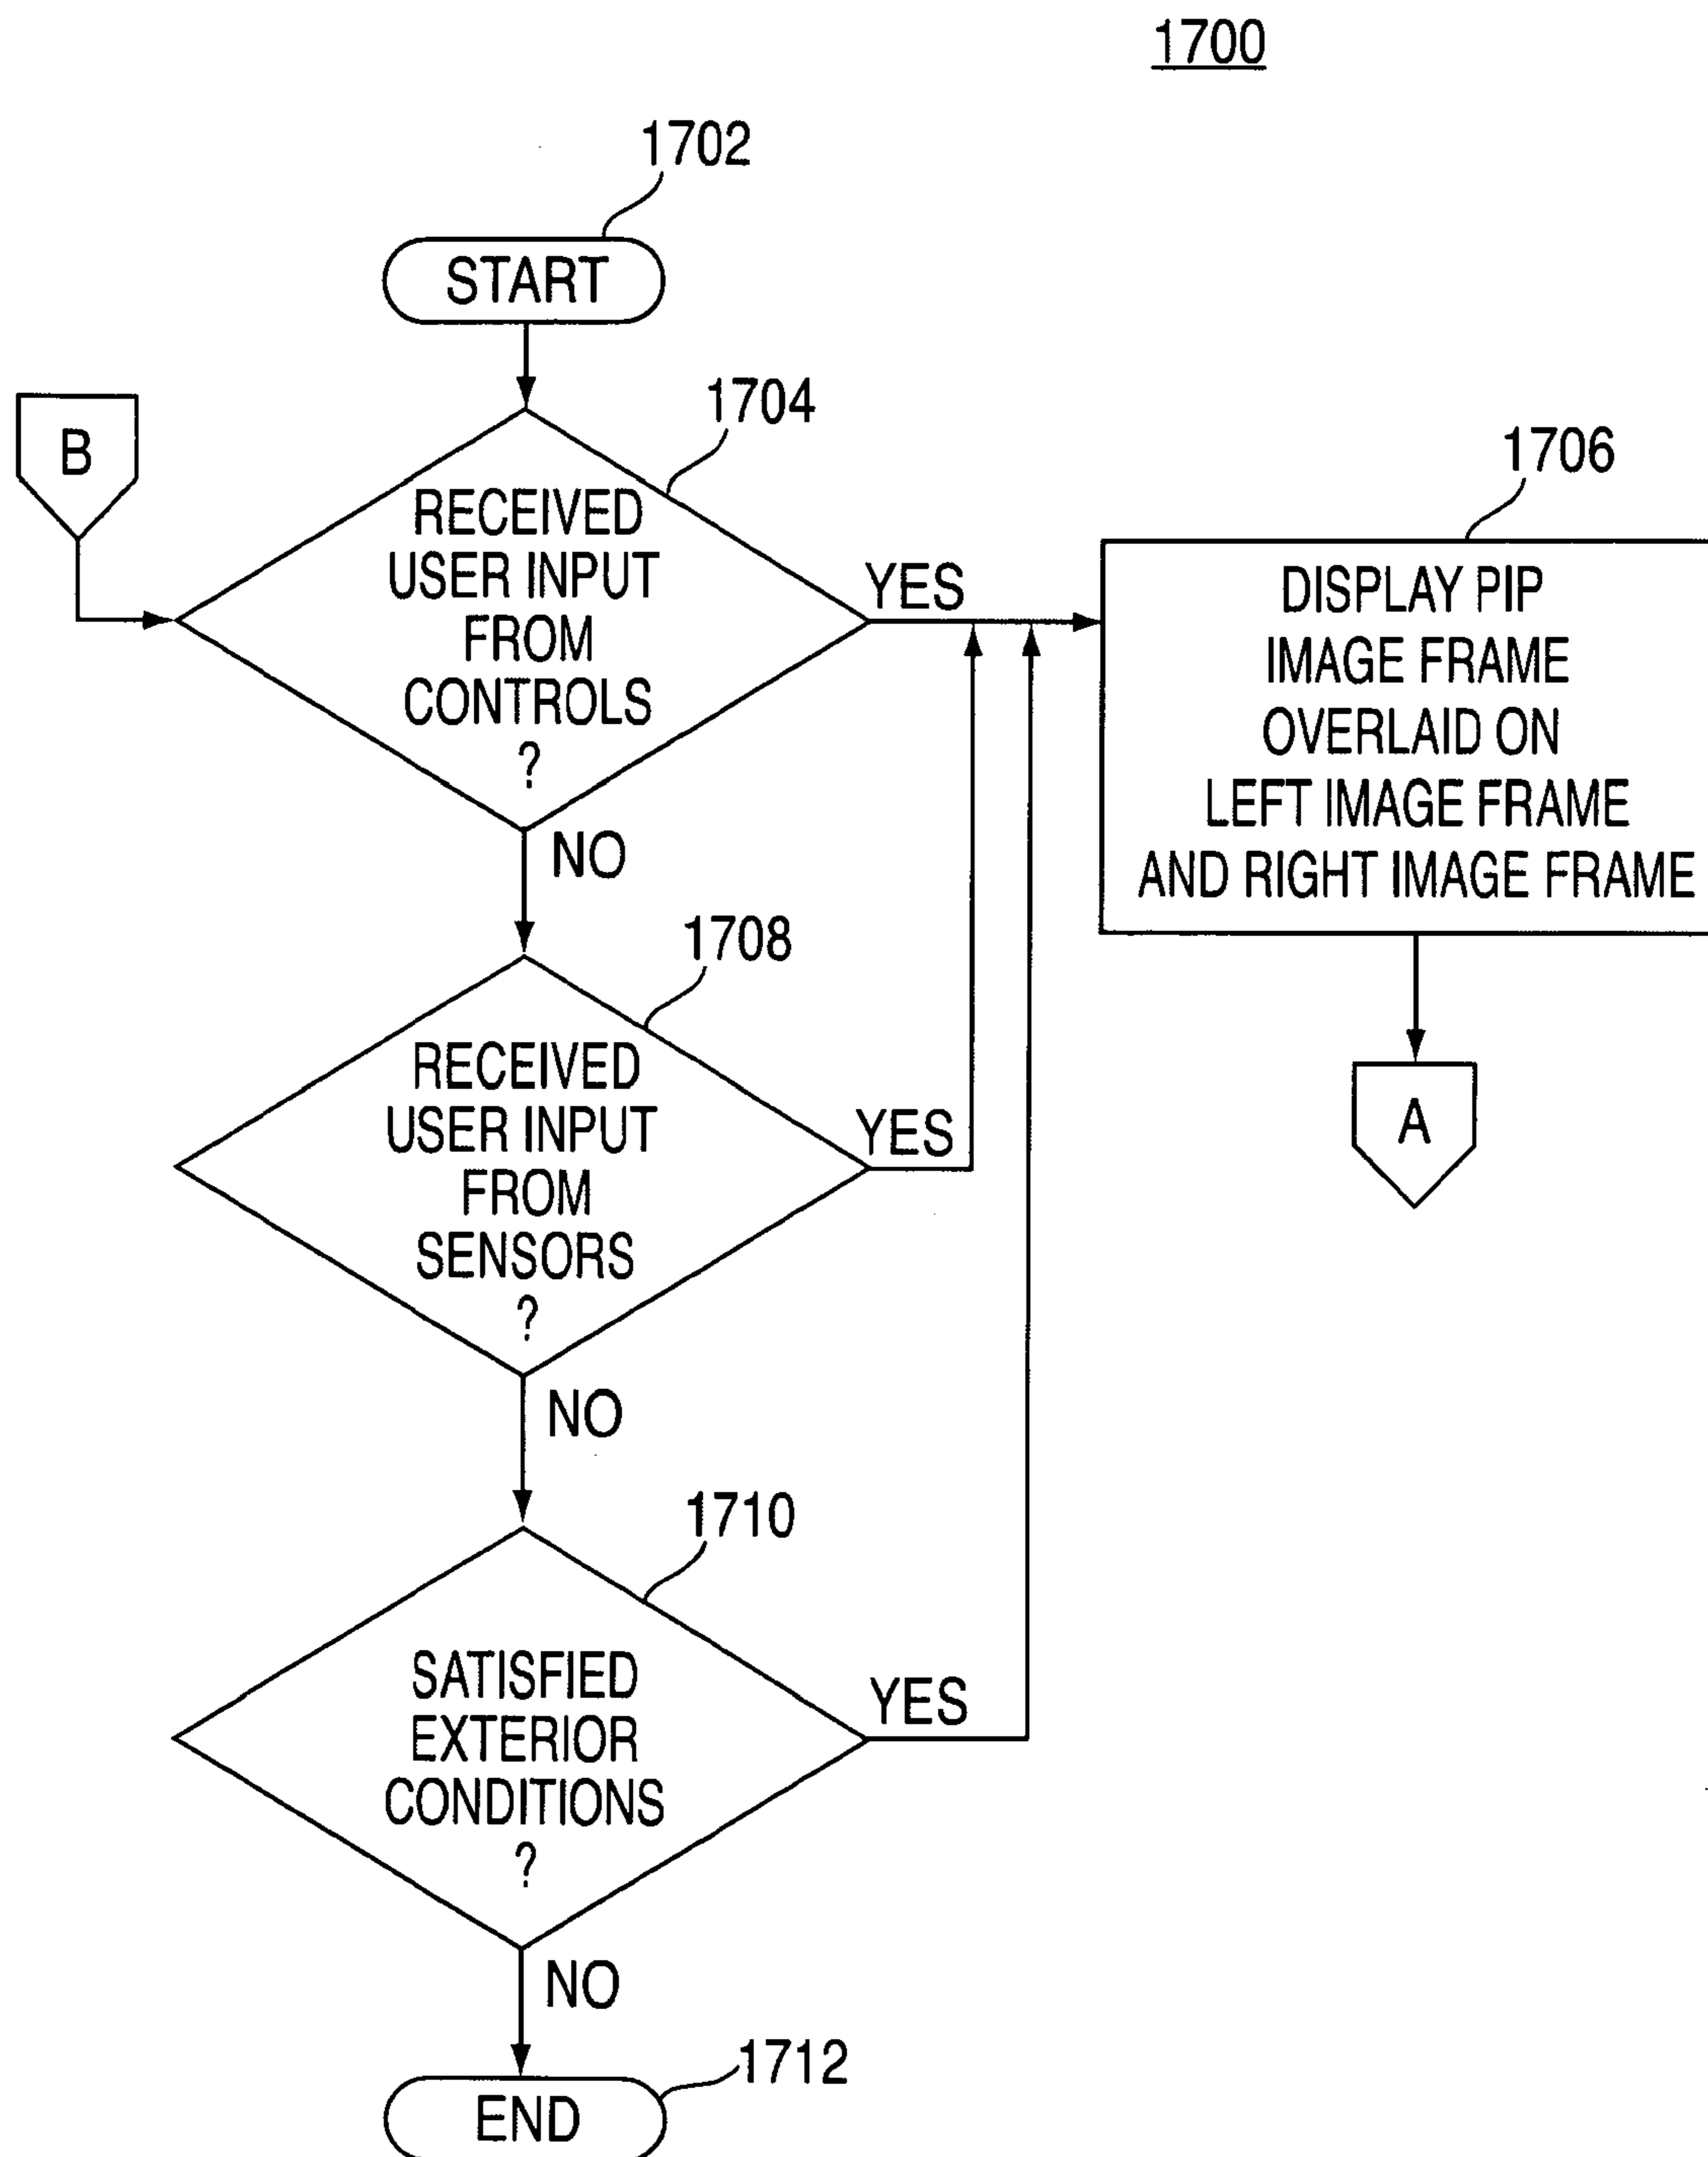 1700
1702
START
1704
B
RECEIVED
USER INPUT
FROM
CONTROLS
?
YES
1706
DISPLAY PIP
IMAGE FRAME
OVERLAID ON
LEFT IMAGE FRAME
AND RIGHT IMAGE FRAME
NO
A
1708
RECEIVED
USER INPUT
FROM
SENSORS
?
YES
NO
1710
SATISFIED
EXTERIOR
CONDITIONS
?
YES
NO
1712
END